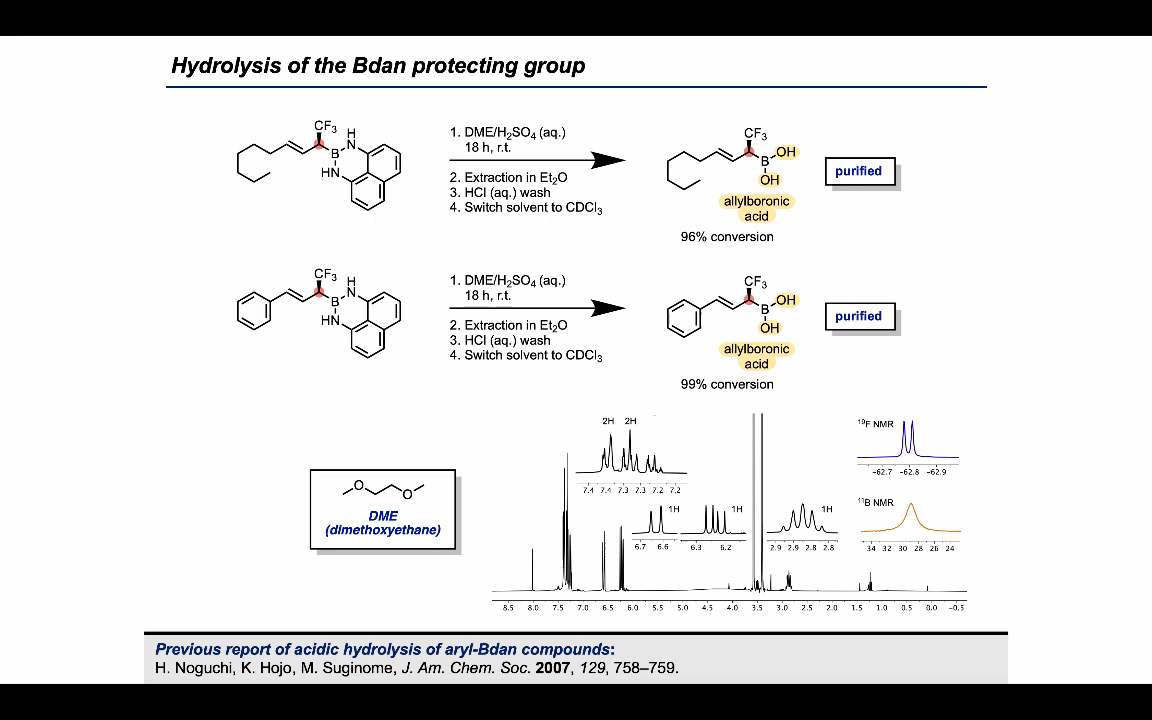 Hydrolysis of the Bdan protecting group
CF₃
H
N
B
HN
1. DME/H₂SO₄ (aq.)
18 h, r.t.
2. Extraction in Et₂O
3. HCl (aq.) wash
4. Switch solvent to CDCl₃
CF₃
B
OH
OH
allylboronic
acid
96% conversion
purified
CF₃
H
N
B
HN
1. DME/H₂SO₄ (aq.)
18 h, r.t.
2. Extraction in Et₂O
3. HCl (aq.) wash
4. Switch solvent to CDCl₃
CF₃
B
OH
OH
allylboronic
acid
99% conversion
purified
O
O
DME
(dimethoxyethane)
2H 2H
7.4 7.4 7.3 7.3 7.2 7.2
1H
6.7 6.6
1H
6.3 6.2
1H
2.9 2.9 2.8 2.8
¹⁹F NMR
-62.7 -62.8 -62.9
¹¹B NMR
34 32 30 28 26 24
8.5 8.0 7.5 7.0 6.5 6.0 5.5 5.0 4.5 4.0 3.5 3.0 2.5 2.0 1.5 1.0 0.5 0.0 -0.5
Previous report of acidic hydrolysis of aryl-Bdan compounds:
H. Noguchi, K. Hojo, M. Suginome, J. Am. Chem. Soc. 2007, 129, 758–759.